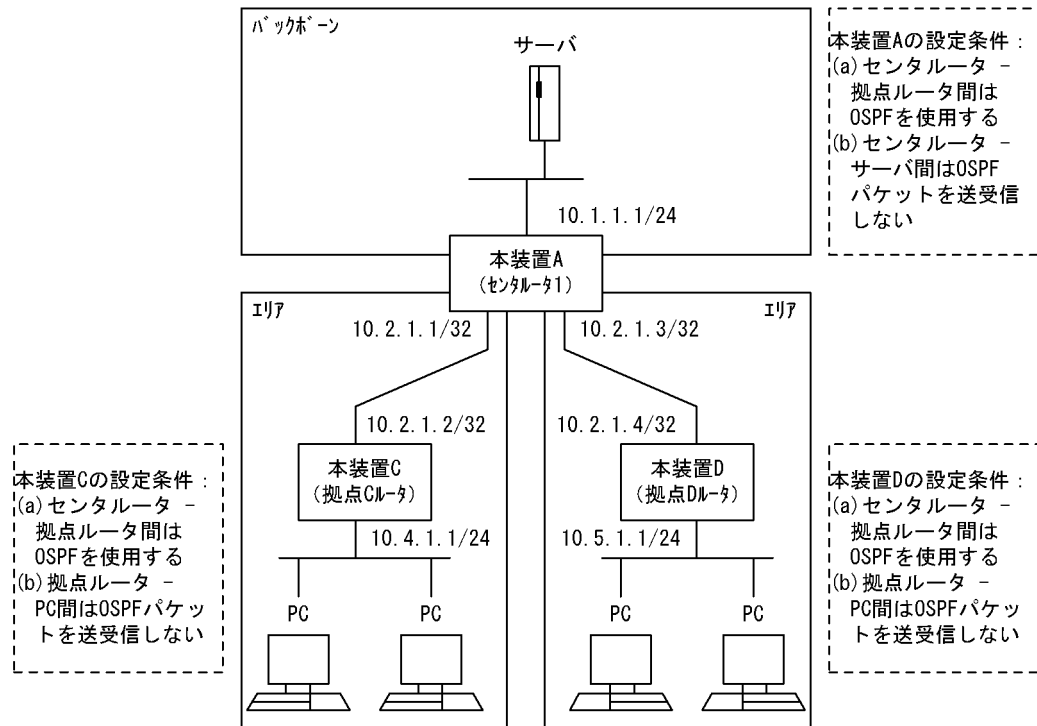 バックボーン
サーバ
10.1.1.1/24
本装置A
(センタルータ1)
本装置Aの設定条件：
(a)センタルータ －
拠点ルータ間は
OSPFを使用する
(b)センタルータ －
サーバ間はOSPF
パケットを送受信
しない
エリア
10.2.1.1/32
10.2.1.2/32
本装置C
(拠点Cルータ)
10.4.1.1/24
PC
PC
エリア
10.2.1.3/32
10.2.1.4/32
本装置D
(拠点Dルータ)
10.5.1.1/24
PC
PC
本装置Cの設定条件：
(a)センタルータ －
拠点ルータ間は
OSPFを使用する
(b)拠点ルータ －
PC間はOSPFパケッ
トを送受信しない
本装置Dの設定条件：
(a)センタルータ －
拠点ルータ間は
OSPFを使用する
(b)拠点ルータ －
PC間はOSPFパケッ
トを送受信しない